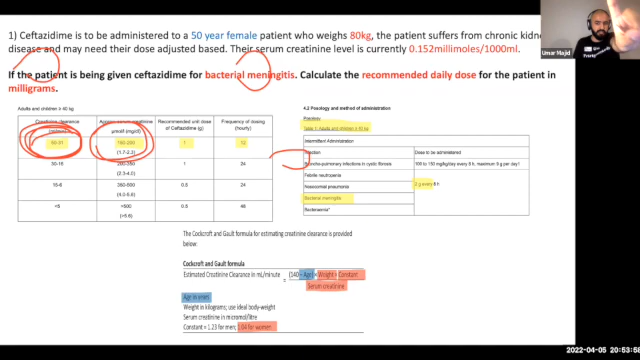 1) Ceftazidime is to be administered to a 50 year female patient who weighs 80kg, the patient suffers from chronic kidne
disease and may need their dose adjusted based. Their serum creatinine level is currently 0.152millimoles/1000ml.
If the patient is being given ceftazidime for bacterial meningitis. Calculate the recommended daily dose for the patient in
milligrams.
Umar Majid
Adults and children ≥ 40 kg
Creatinine clearance
Recommended unit dose
of Ceftazidime (g)
Frequency of dosing
(hourly)
50-31
150-200
(1.7-2.3)
1
12
30-16
(2.3-4.0)
1
24
15-6
350-500
(4.0-5.6)
0.5
24
<5
>500
(>5.6)
0.5
48
4.2 Posology and method of administration
Posology
Table 1: Adults and children ≥ 40 kg
Intermittent Administration
Infection
Dose to be administered
Broncho-pulmonary infections in cystic fibrosis
100 to 150 mg/kg/day every 8 h, maximum 9 g per day
Febrile neutropenia
2 g every 8 h
Nosocomial pneumonia
Bacterial meningitis
Bacteraemia*
The Cockcroft and Gault formula for estimating creatinine clearance is provided
below:
Cockcroft and Gault formula
Estimated Creatinine Clearance in mL/minute = (140 – Age) × Weight × Constant
Serum creatinine
Age in years
Weight in kilograms; use ideal body-weight
Serum creatinine in micromol/litre
Constant = 1.23 for men; 1.04 for women
2022-04-05 20:53:58